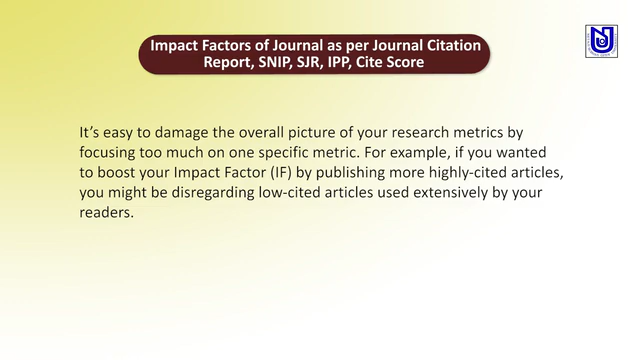 Impact Factors of Journal as per Journal Citation
Report, SNIP, SJR, IPP, Cite Score
It’s easy to damage the overall picture of your research metrics by
focusing too much on one specific metric. For example, if you wanted
to boost your Impact Factor (IF) by publishing more highly-cited articles,
you might be disregarding low-cited articles used extensively by your
readers.